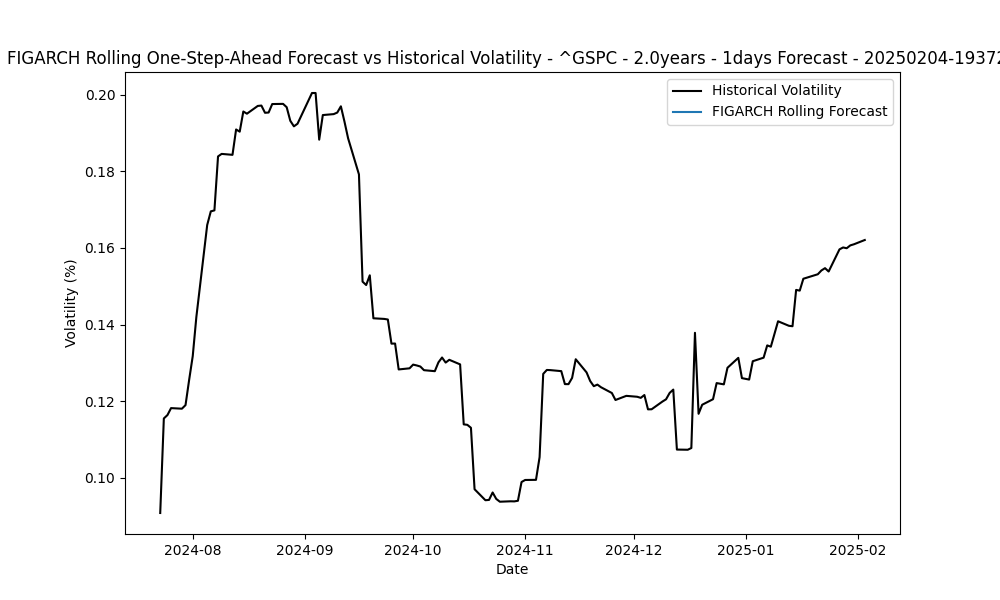 FIGARCH Rolling One-Step-Ahead Forecast vs Historical Volatility - ^GSPC - 2.0years - 1days Forecast - 20250204-19372
Historical Volatility
FIGARCH Rolling Forecast
Volatility (%)
0.20
0.18
0.16
0.14
0.12
0.10
2024-08 2024-09 2024-10 2024-11 2024-12 2025-01 2025-02
Date